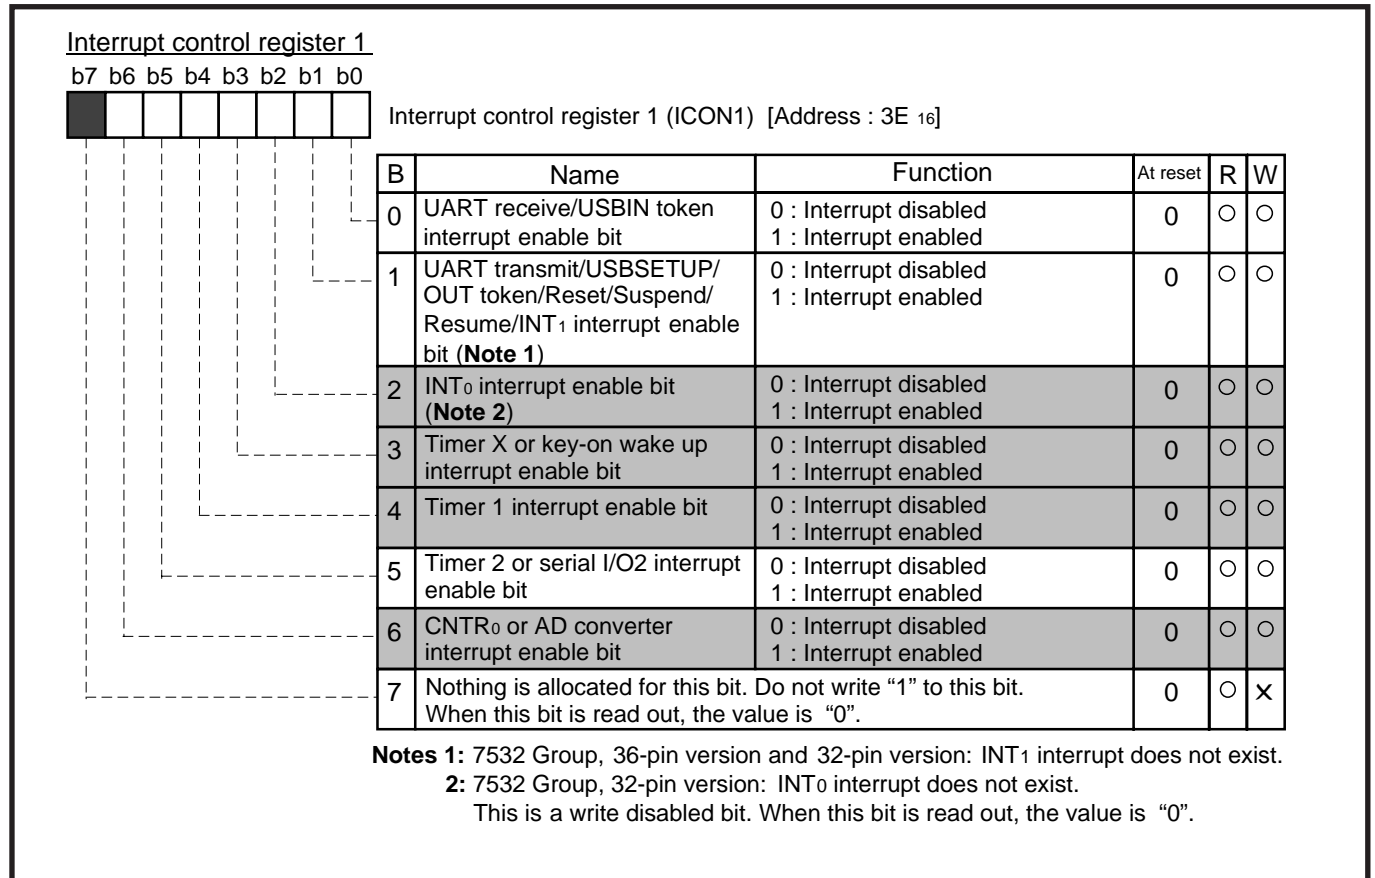 Interrupt control register 1
b7 b6 b5 b4 b3 b2 b1 b0
Interrupt control register 1 (ICON1) [Address : 3E 16]
B Name Function At reset R W
0 UART receive/USBIN token 0 : Interrupt disabled 0 ○ ○
interrupt enable bit 1 : Interrupt enabled
1 UART transmit/USBSETUP/ 0 : Interrupt disabled 0 ○ ○
OUT token/Reset/Suspend/ 1 : Interrupt enabled
Resume/INT1 interrupt enable
bit (Note 1)
2 INT0 interrupt enable bit 0 : Interrupt disabled 0 ○ ○
(Note 2) 1 : Interrupt enabled
3 Timer X or key-on wake up 0 : Interrupt disabled 0 ○ ○
interrupt enable bit 1 : Interrupt enabled
4 Timer 1 interrupt enable bit 0 : Interrupt disabled 0 ○ ○
1 : Interrupt enabled
5 Timer 2 or serial I/O2 interrupt 0 : Interrupt disabled 0 ○ ○
enable bit 1 : Interrupt enabled
6 CNTR0 or AD converter 0 : Interrupt disabled 0 ○ ○
interrupt enable bit 1 : Interrupt enabled
7 Nothing is allocated for this bit. Do not write “1” to this bit. 0 ○ ×
When this bit is read out, the value is “0”.
Notes 1: 7532 Group, 36-pin version and 32-pin version: INT1 interrupt does not exist.
2: 7532 Group, 32-pin version: INT0 interrupt does not exist.
This is a write disabled bit. When this bit is read out, the value is “0”.